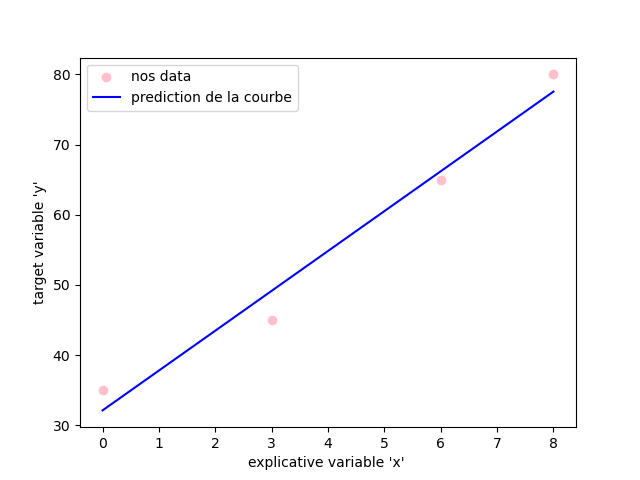 nos data
prediction de la courbe
80
70
60
50
40
30
target variable 'y'
0 1 2 3 4 5 6 7 8
explicative variable 'x'